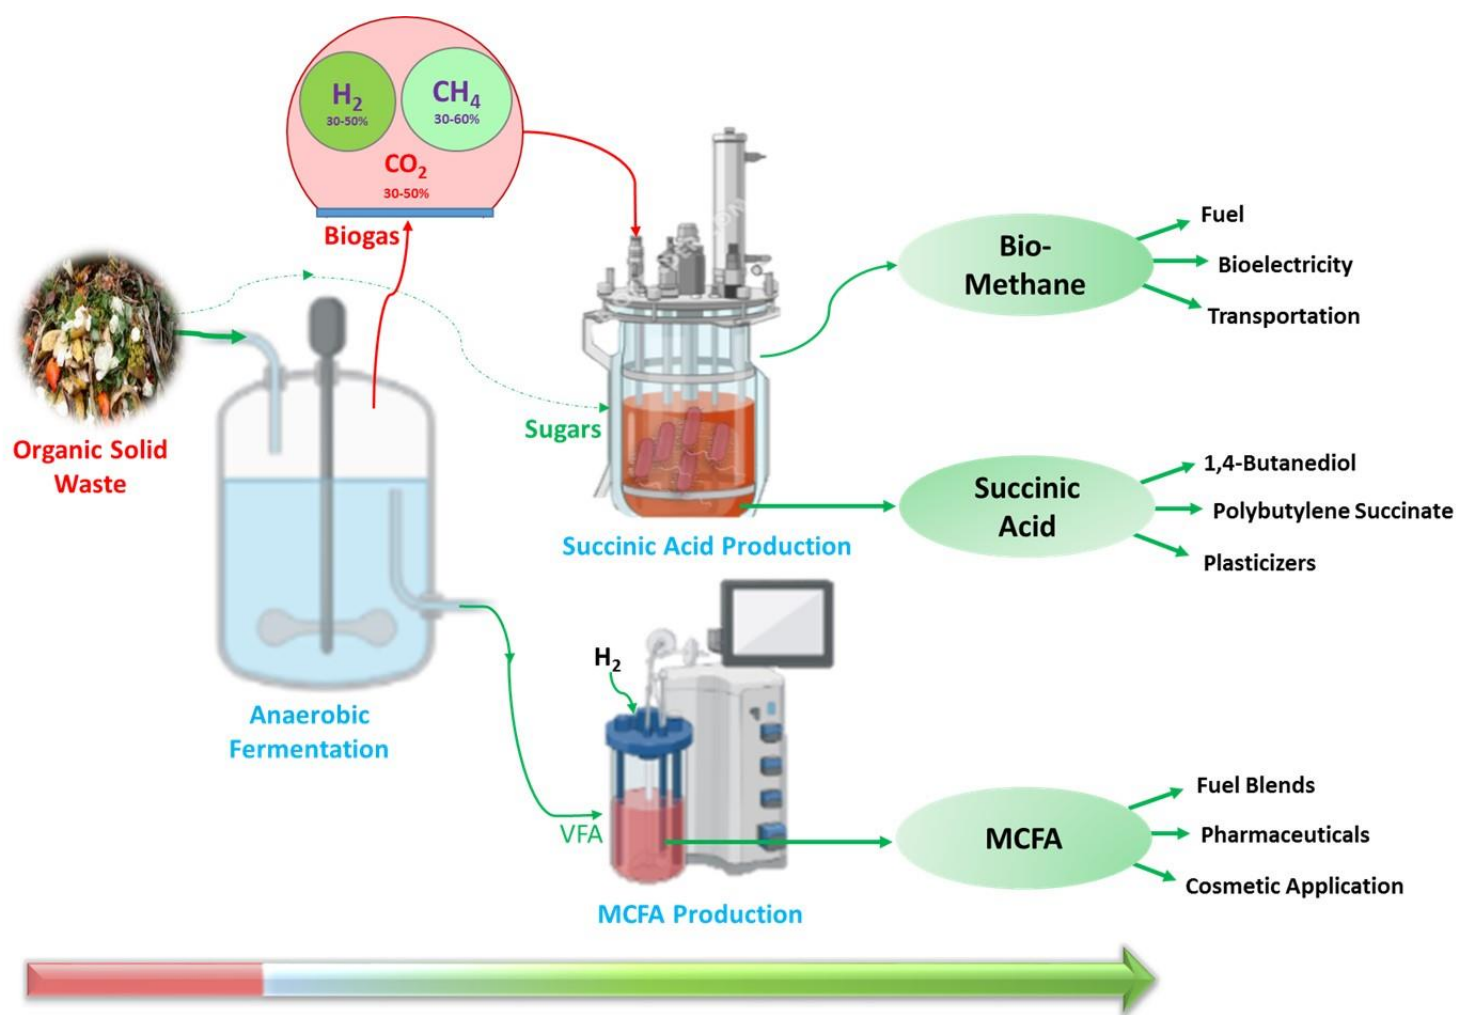 H₂
30-50%
CH₄
30-60%
CO₂
30-50%
Biogas
Organic Solid
Waste
Sugars
Succinic Acid Production
Anaerobic
Fermentation
H₂
VFA
MCFA Production
Bio-
Methane
Fuel
Bioelectricity
Transportation
Succinic
Acid
1,4-Butanediol
Polybutylene Succinate
Plasticizers
MCFA
Fuel Blends
Pharmaceuticals
Cosmetic Application